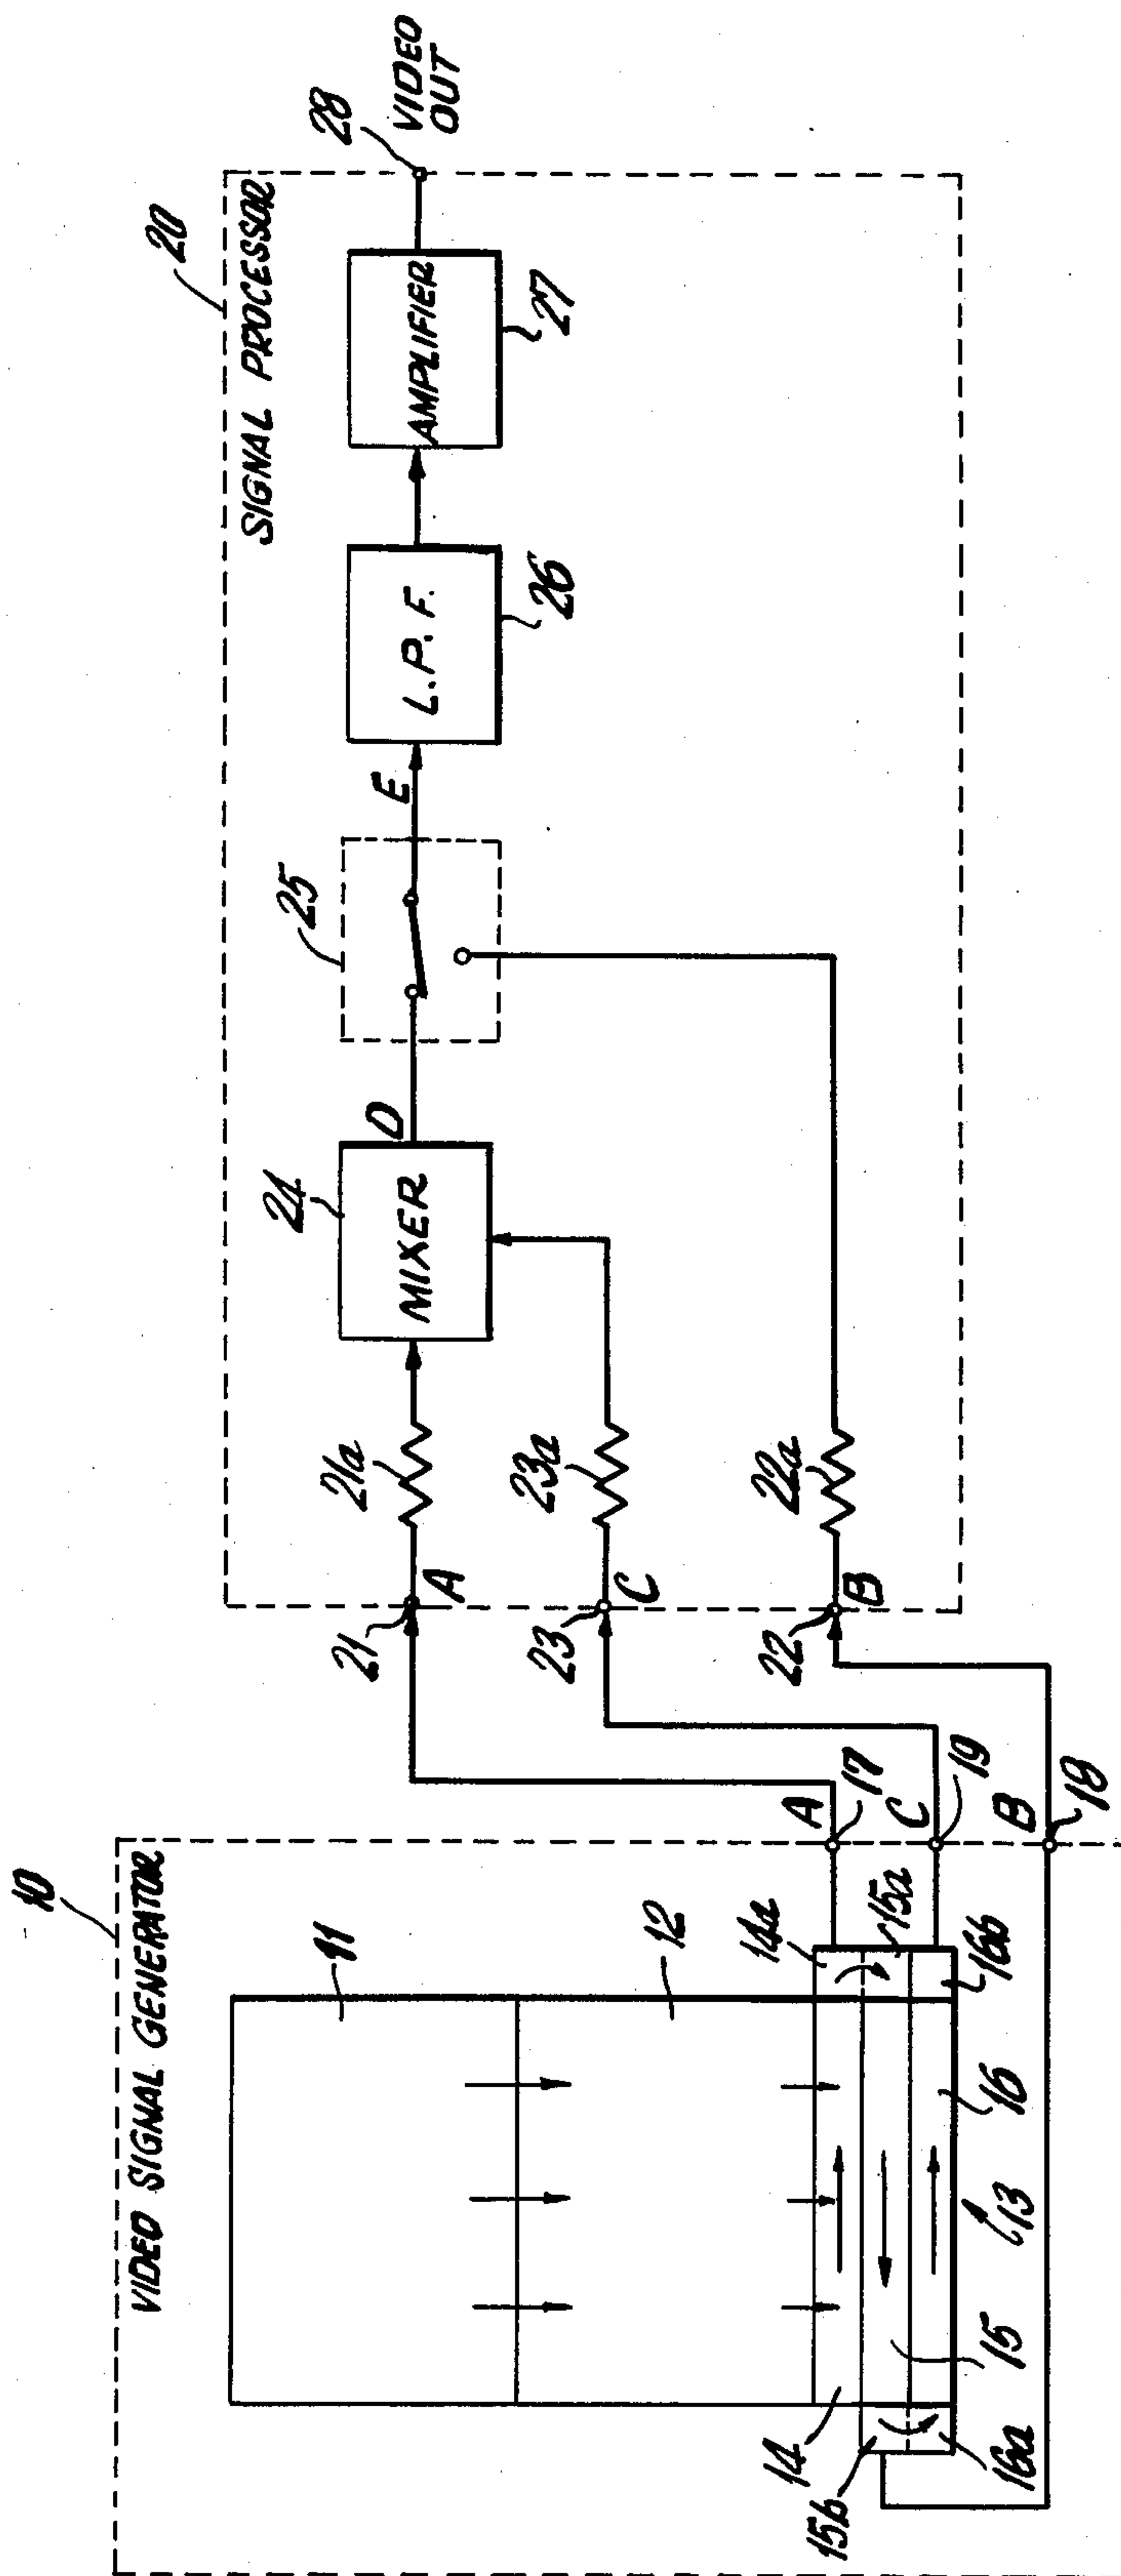 10
VIDEO SIGNAL GENERATOR
11
12
14
14a
15
15a
15b
16
16a
16b
13
A
17
C
19
B
18
20
SIGNAL PROCESSOR
21
A
21a
23
C
23a
22
B
22a
24
MIXER
D
25
E
L. P. F.
26
AMPLIFIER
27
28
VIDEO
OUT